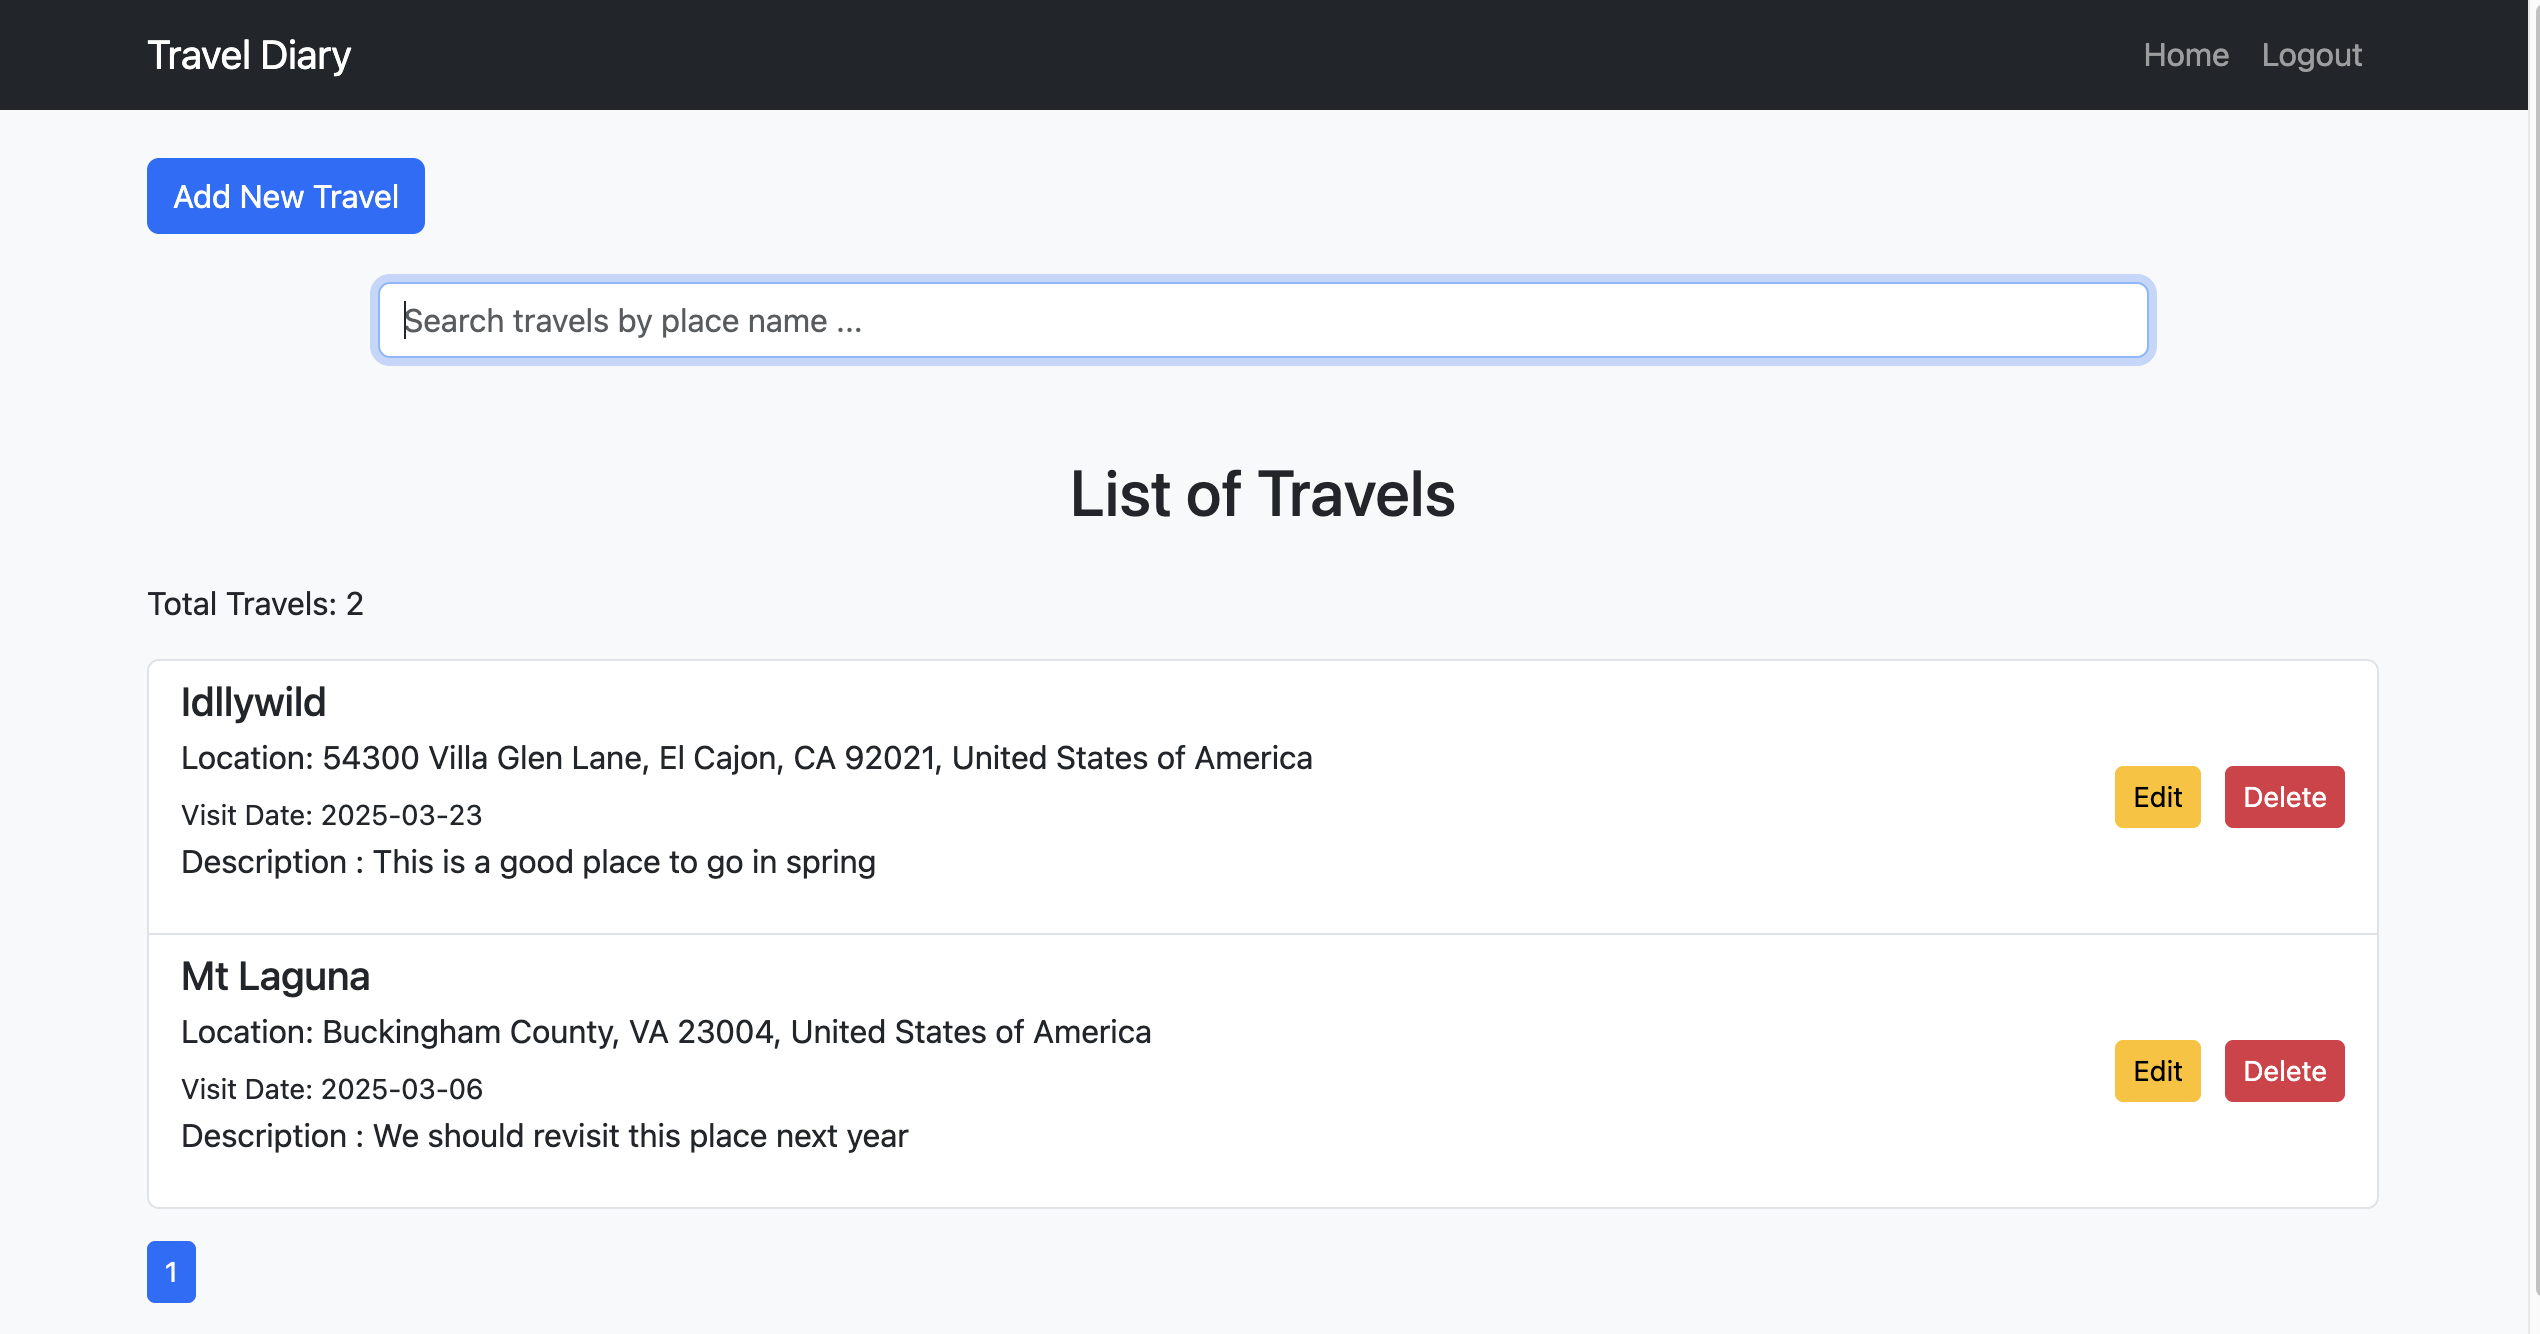 Travel Diary
Home Logout
Add New Travel
Search travels by place name ...
List of Travels
Total Travels: 2
Idllywild
Location: 54300 Villa Glen Lane, El Cajon, CA 92021, United States of America
Visit Date: 2025-03-23
Description : This is a good place to go in spring
Edit Delete
Mt Laguna
Location: Buckingham County, VA 23004, United States of America
Visit Date: 2025-03-06
Description : We should revisit this place next year
Edit Delete
1